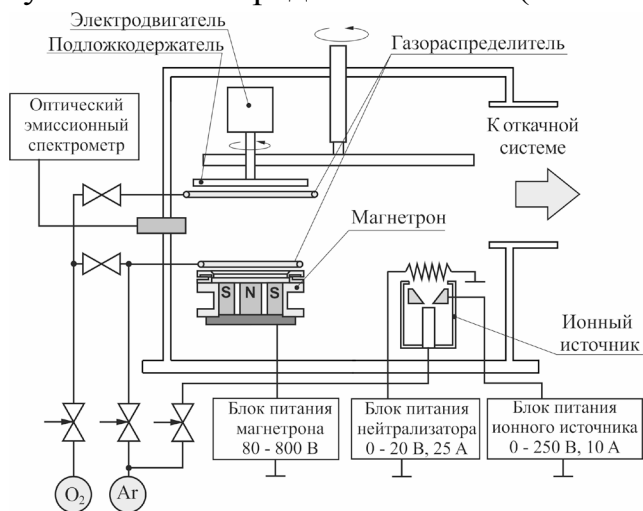 Электродвигатель
Подложкодержатель
Газораспределитель
Оптический
эмиссионный
спектрометр
К откачной
системе
Магнетрон
S N S
Ионный
источник
Блок питания
магнетрона
80 - 800 В
Блок питания
нейтрализатора
0 - 20 В, 25 А
Блок питания
ионного источника
0 - 250 В, 10 А
O₂
Ar